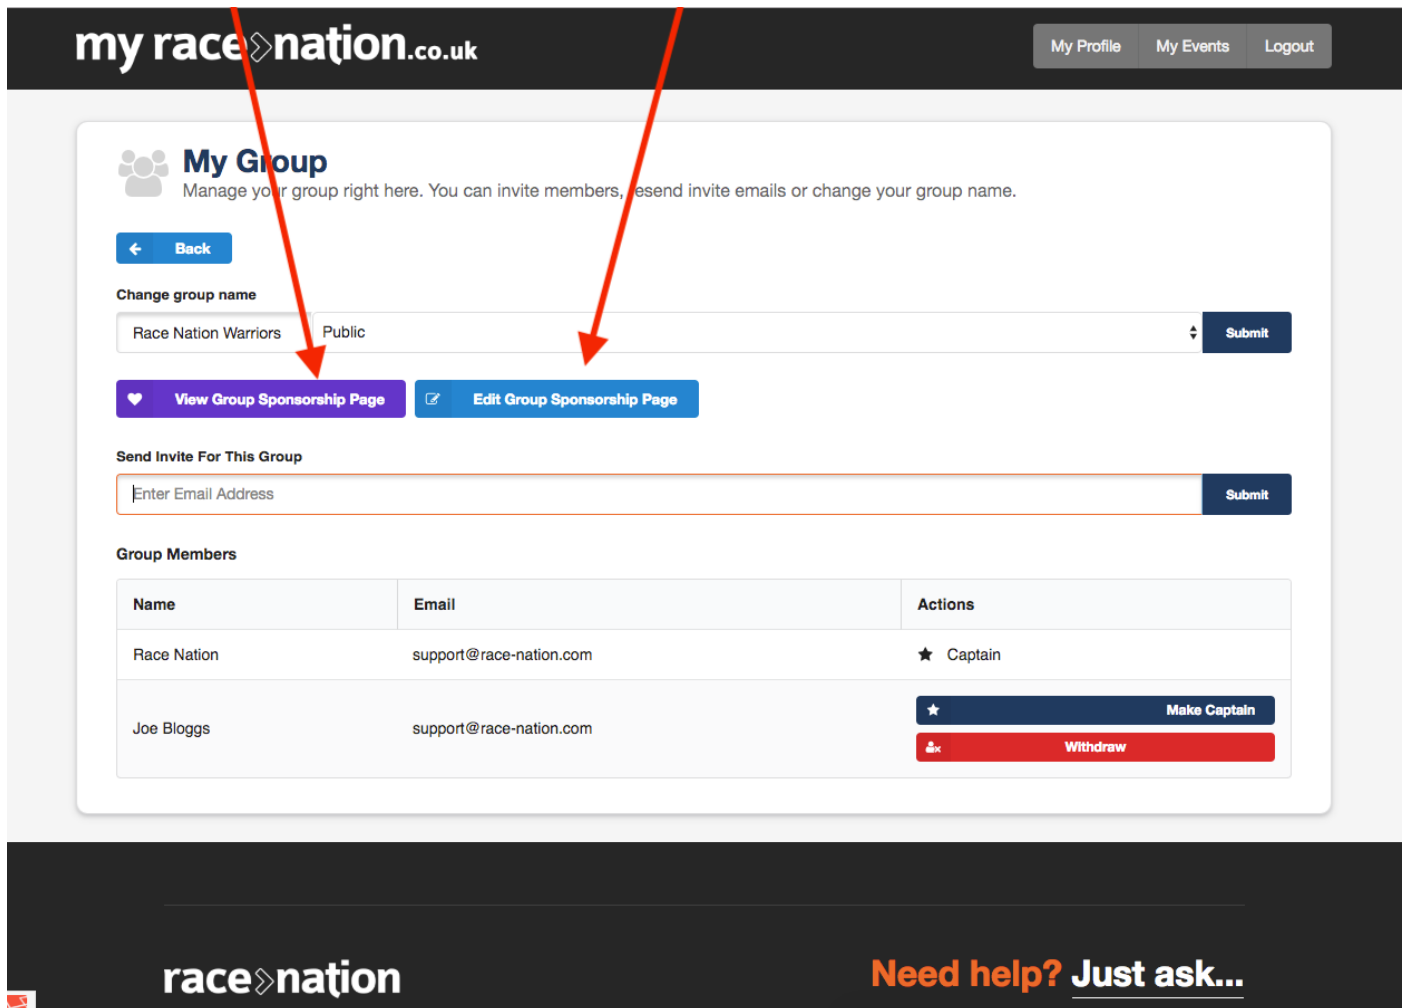 my race nation.co.uk
My Profile My Events Logout
My Group
Manage your group right here. You can invite members, resend invite emails or change your group name.
Back
Change group name
Race Nation Warriors Public Submit
View Group Sponsorship Page Edit Group Sponsorship Page
Send Invite For This Group
Enter Email Address Submit
Group Members
Name Email Actions
Race Nation support@race-nation.com Captain
Make Captain
Joe Bloggs support@race-nation.com
Withdraw
race nation Need help? Just ask...